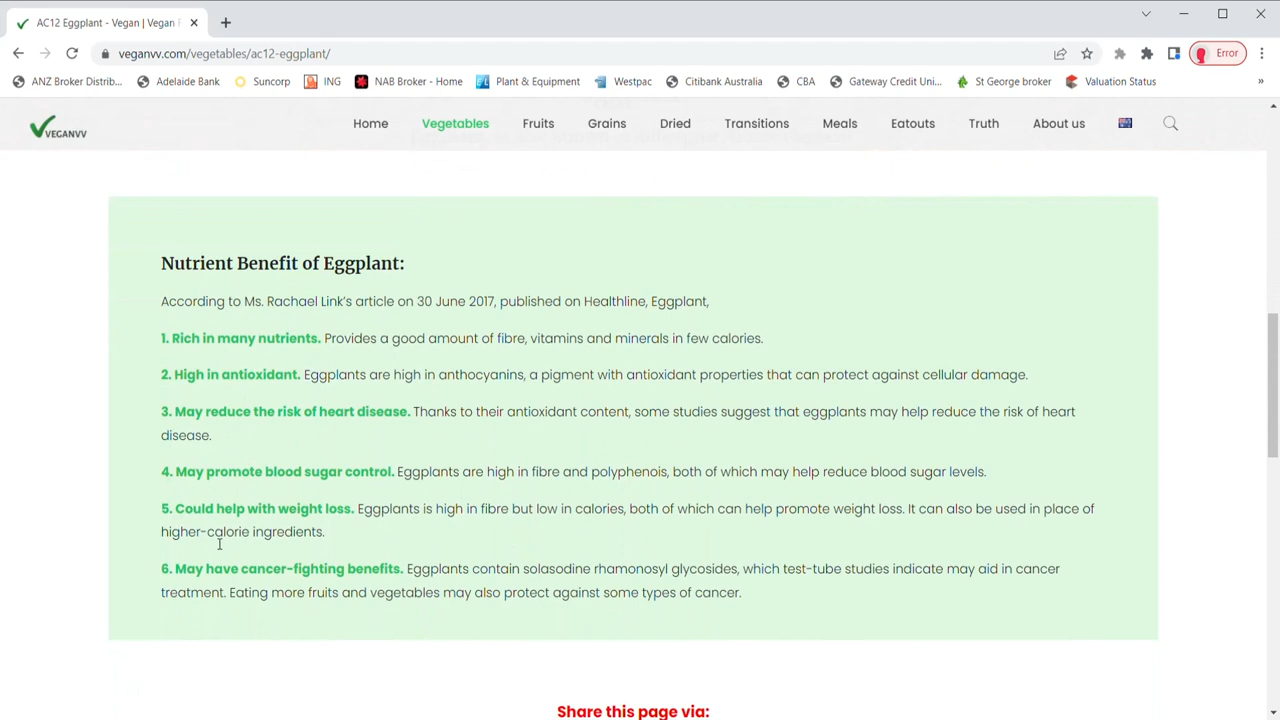 AC12 Eggplant - Vegan | Vegan
veganvv.com/vegetables/ac12-eggplant/
Error
ANZ Broker Distrib...
Adelaide Bank
Suncorp
ING
NAB Broker - Home
Plant & Equipment
Westpac
Citibank Australia
CBA
Gateway Credit Uni...
St George broker
Valuation Status
»
VEGANVV
Home
Vegetables
Fruits
Grains
Dried
Transitions
Meals
Eatouts
Truth
About us
Nutrient Benefit of Eggplant:
According to Ms. Rachael Link's article on 30 June 2017, published on Healthline, Eggplant,
1. Rich in many nutrients. Provides a good amount of fibre, vitamins and minerals in few calories.
2. High in antioxidant. Eggplants are high in anthocyanins, a pigment with antioxidant properties that can protect against cellular damage.
3. May reduce the risk of heart disease. Thanks to their antioxidant content, some studies suggest that eggplants may help reduce the risk of heart
disease.
4. May promote blood sugar control. Eggplants are high in fibre and polyphenois, both of which may help reduce blood sugar levels.
5. Could help with weight loss. Eggplants is high in fibre but low in calories, both of which can help promote weight loss. It can also be used in place of
higher-calorie ingredients.
6. May have cancer-fighting benefits. Eggplants contain solasodine rhamonosyl glycosides, which test-tube studies indicate may aid in cancer
treatment. Eating more fruits and vegetables may also protect against some types of cancer.
Share this page via: